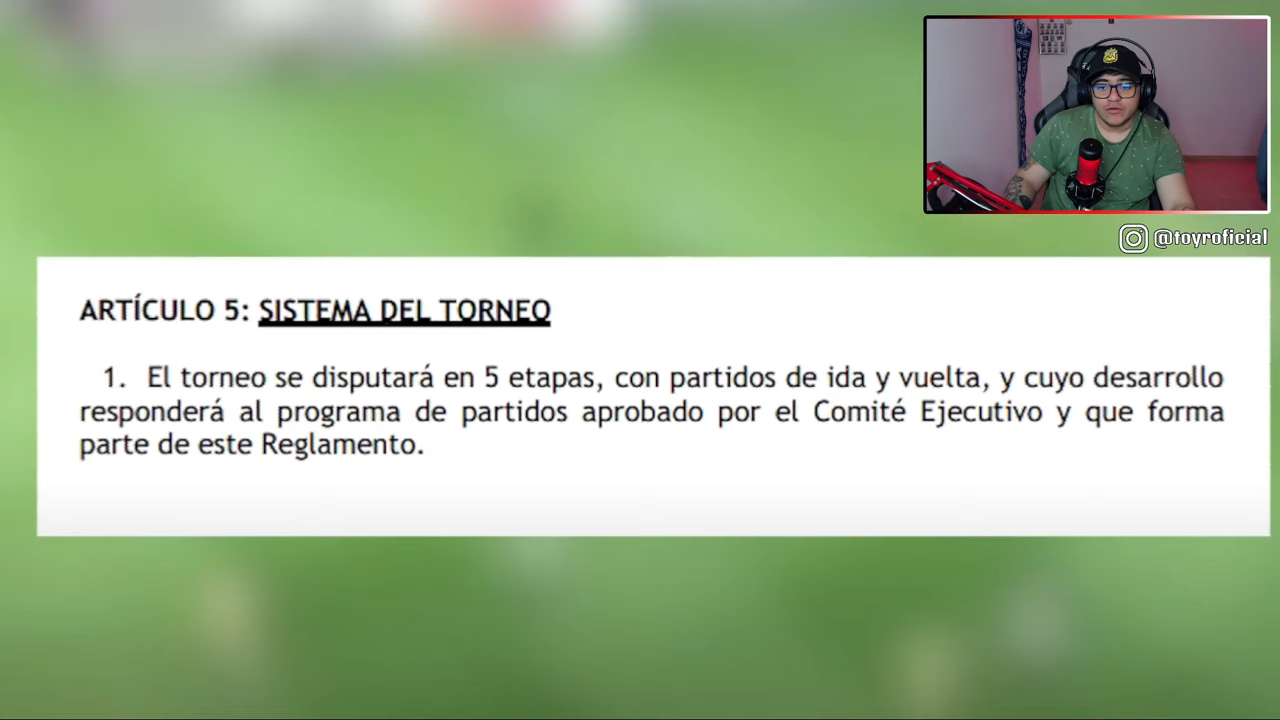 @toyroficial
ARTÍCULO 5: SISTEMA DEL TORNEO
1. El torneo se disputará en 5 etapas, con partidos de ida y vuelta, y cuyo desarrollo
responderá al programa de partidos aprobado por el Comité Ejecutivo y que forma
parte de este Reglamento.